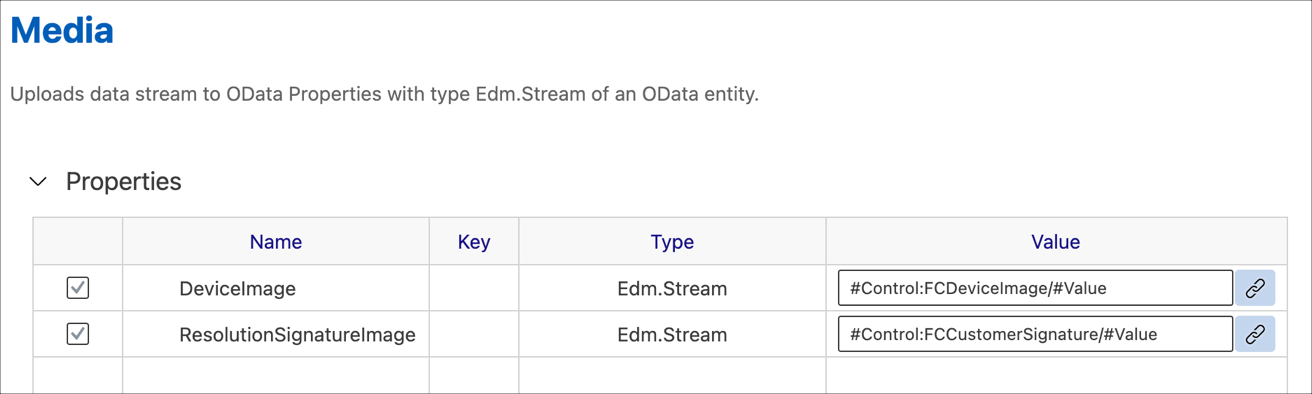 Media
Uploads data stream to OData Properties with type Edm.Stream of an OData entity.
Properties
Name Key Type Value
DeviceImage Edm.Stream #Control:FCDeviceImage/#Value
ResolutionSignatureImage Edm.Stream #Control:FCCustomerSignature/#Value